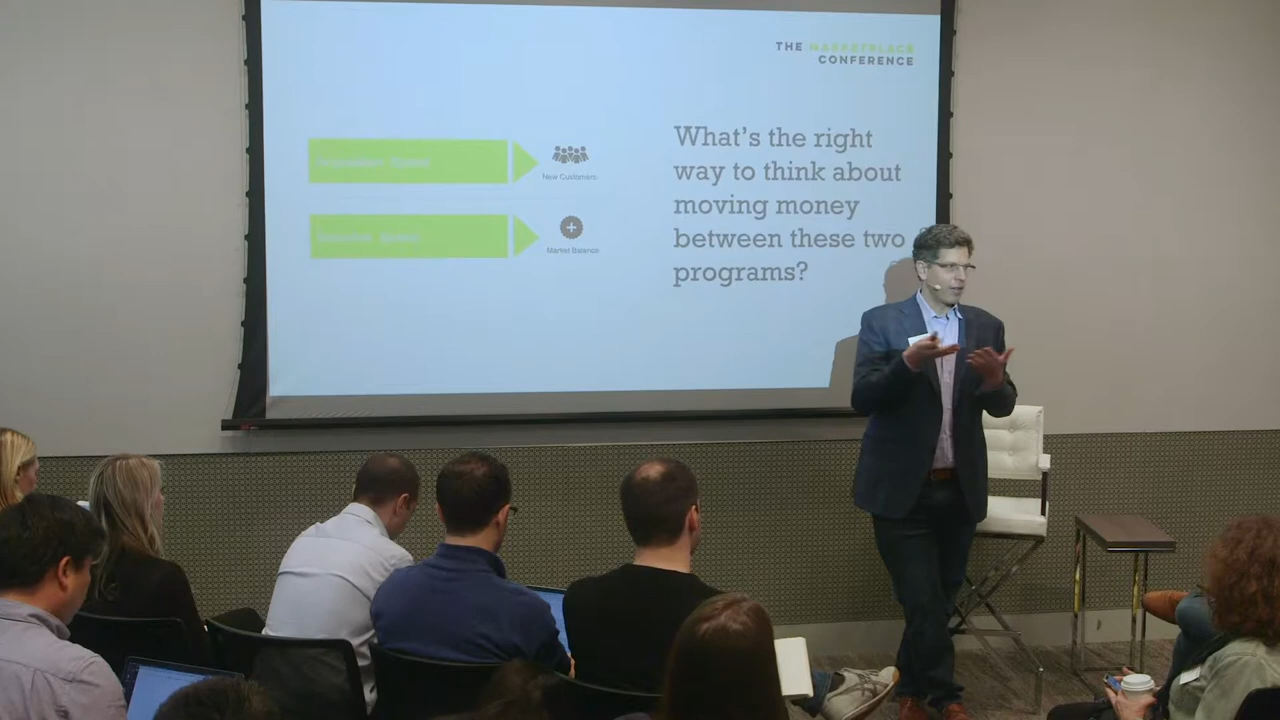 THE MARKETPLACE
CONFERENCE
What's the right
way to think about
moving money
between these two
programs?
New Customers
Market Balance